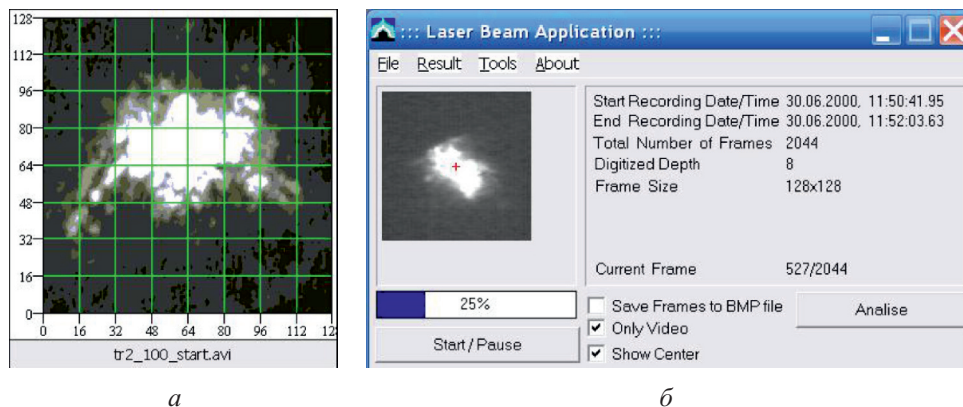 128
112
96
80
64
48
32
16
0
0 16 32 48 64 80 96 112 12
tr2_100_start.avi
а
::: Laser Beam Application :::
File Result Tools About
Start Recording Date/Time 30.06.2000, 11:50:41.95
End Recording Date/Time 30.06.2000, 11:52:03.63
Total Number of Frames 2044
Digitized Depth 8
Frame Size 128x128
Current Frame 527/2044
25%
Save Frames to BMP file
Only Video
Show Center
Analise
Start/Pause
б